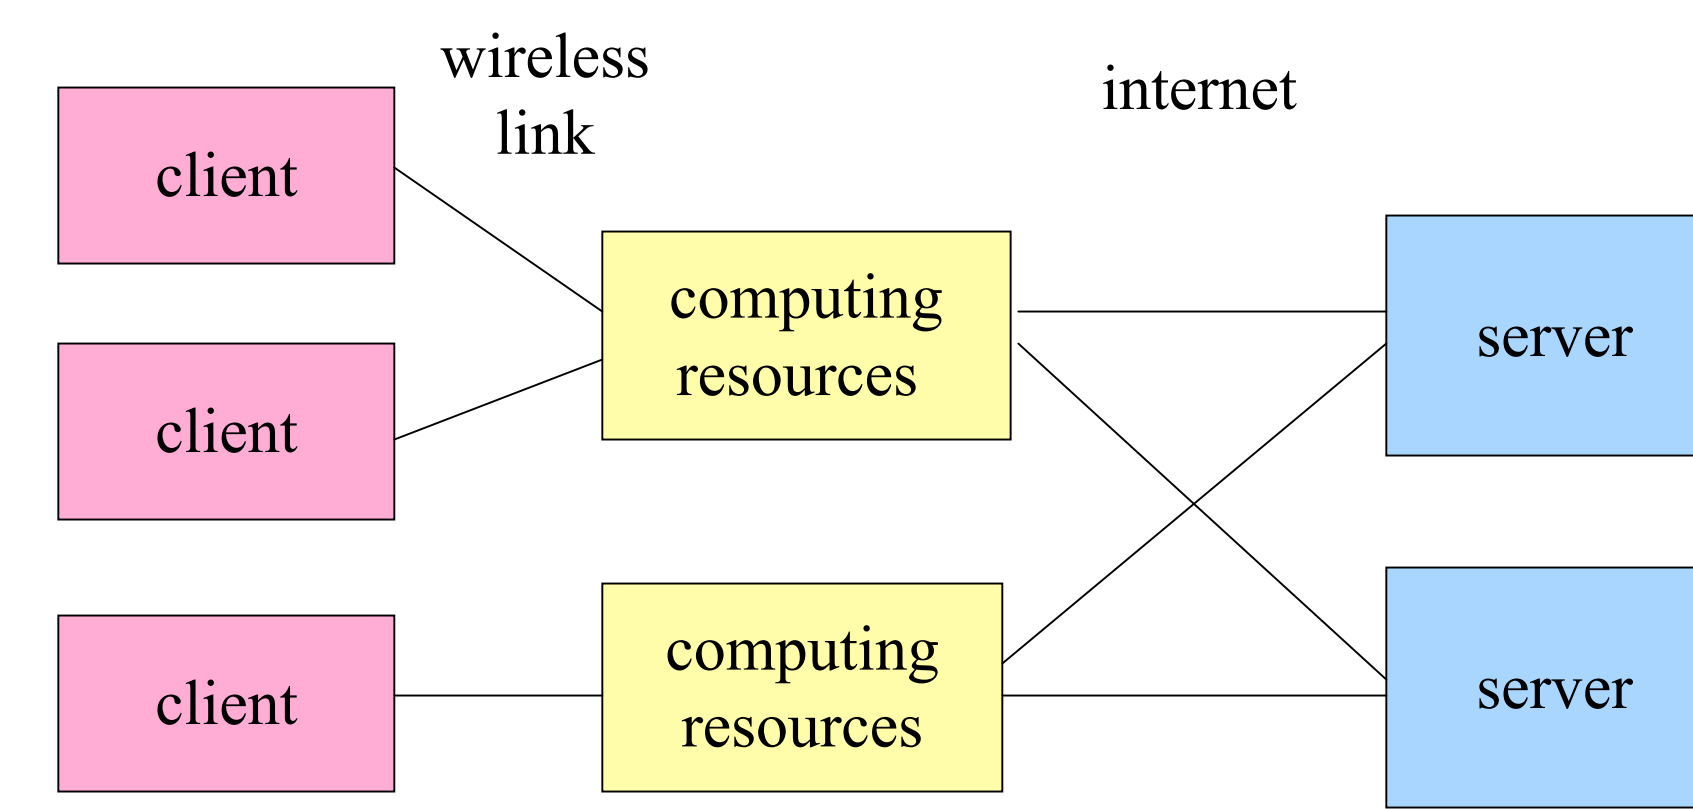 wireless
link
internet
client
client
client
computing
resources
computing
resources
server
server